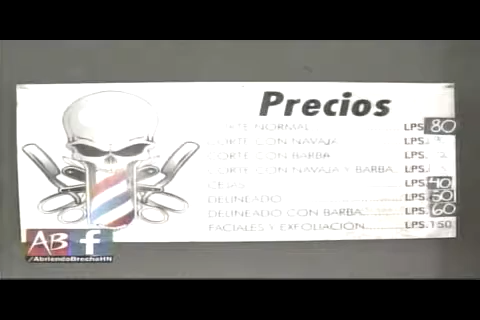 Precios
CORTE NORMAL LPS. 80
CORTE CON NAVAJA LPS.
CORTE CON BARBA LPS.
CORTE CON NAVAJA Y BARBA LPS.
CEJAS LPS. 40
DELINEADO LPS. 50
DELINEADO CON BARBA LPS. 60
FACIALES Y EXFOLIACION LPS. 150
AB f
/AbriendoBrechaHN